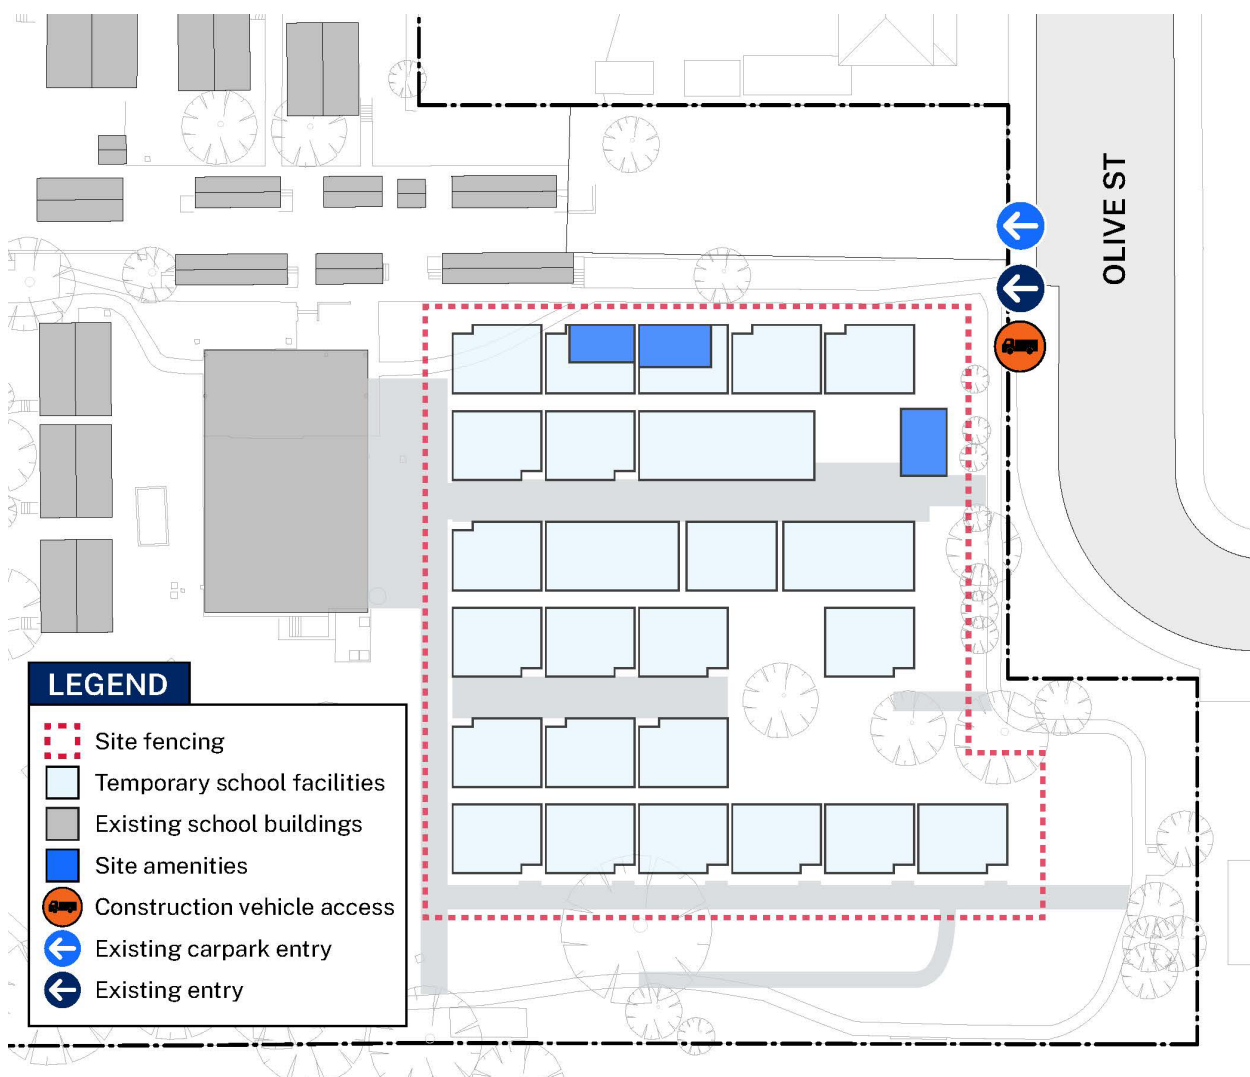 OLIVE ST
LEGEND
Site fencing
Temporary school facilities
Existing school buildings
Site amenities
Construction vehicle access
Existing carpark entry
Existing entry